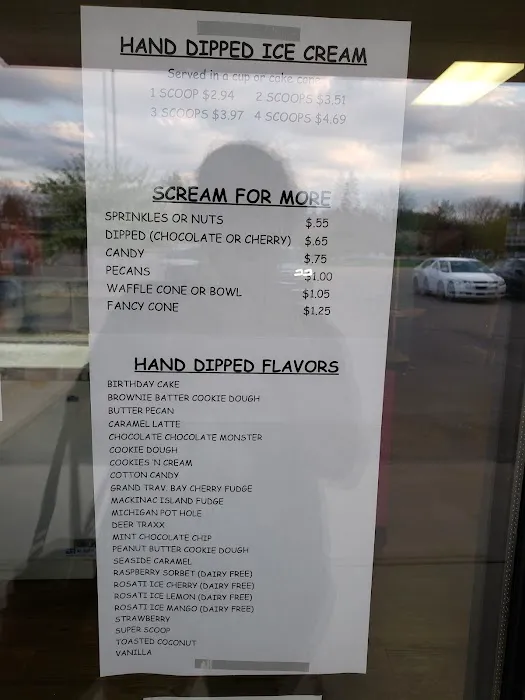 HAND DIPPED ICE CREAM
Served in a cup or cake cone
1 SCOOP $2.94 2 SCOOPS $3.51
3 SCOOPS $3.97 4 SCOOPS $4.69
SCREAM FOR MORE
SPRINKLES OR NUTS $.55
DIPPED (CHOCOLATE OR CHERRY) $.65
CANDY $.75
PECANS $1.00
WAFFLE CONE OR BOWL $1.05
FANCY CONE $1.25
HAND DIPPED FLAVORS
BIRTHDAY CAKE
BROWNIE BATTER COOKIE DOUGH
BUTTER PECAN
CARAMEL LATTE
CHOCOLATE CHOCOLATE MONSTER
COOKIE DOUGH
COOKIES 'N CREAM
COTTON CANDY
GRAND TRAV. BAY CHERRY FUDGE
MACKINAC ISLAND FUDGE
MICHIGAN POT HOLE
DEER TRAXX
MINT CHOCOLATE CHIP
PEANUT BUTTER COOKIE DOUGH
SEASIDE CARAMEL
RASPBERRY SORBET (DAIRY FREE)
ROSATI ICE CHERRY (DAIRY FREE)
ROSATI ICE LEMON (DAIRY FREE)
ROSATI ICE MANGO (DAIRY FREE)
STRAWBERRY
SUPER SCOOP
TOASTED COCONUT
VANILLA